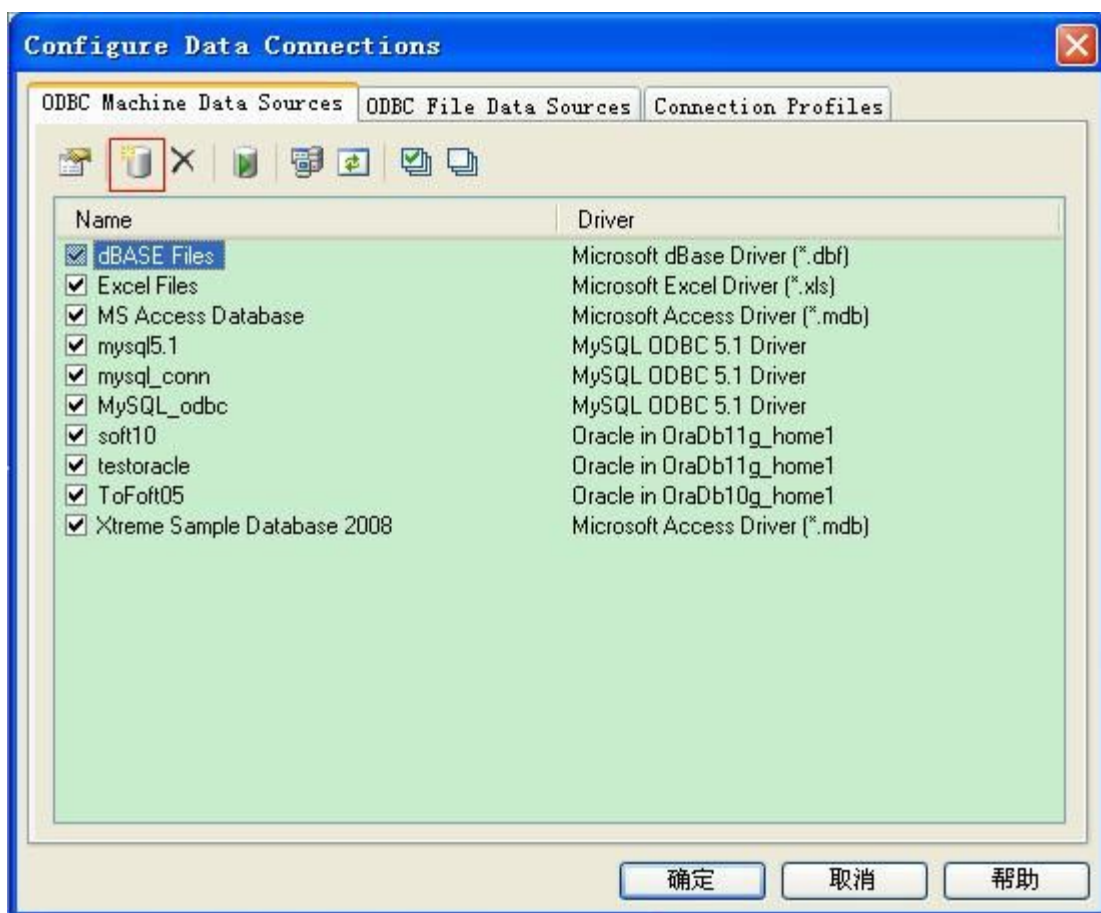 Configure Data Connections
ODBC Machine Data Sources ODBC File Data Sources Connection Profiles
Name Driver
dBASE Files Microsoft dBase Driver (*.dbf)
Excel Files Microsoft Excel Driver (*.xls)
MS Access Database Microsoft Access Driver (*.mdb)
mysql5.1 MySQL ODBC 5.1 Driver
mysql_conn MySQL ODBC 5.1 Driver
MySQL_odbc MySQL ODBC 5.1 Driver
soft10 Oracle in OraDb11g_home1
testoracle Oracle in OraDb11g_home1
ToFoft05 Oracle in OraDb10g_home1
Xtreme Sample Database 2008 Microsoft Access Driver (*.mdb)
确定 取消 帮助